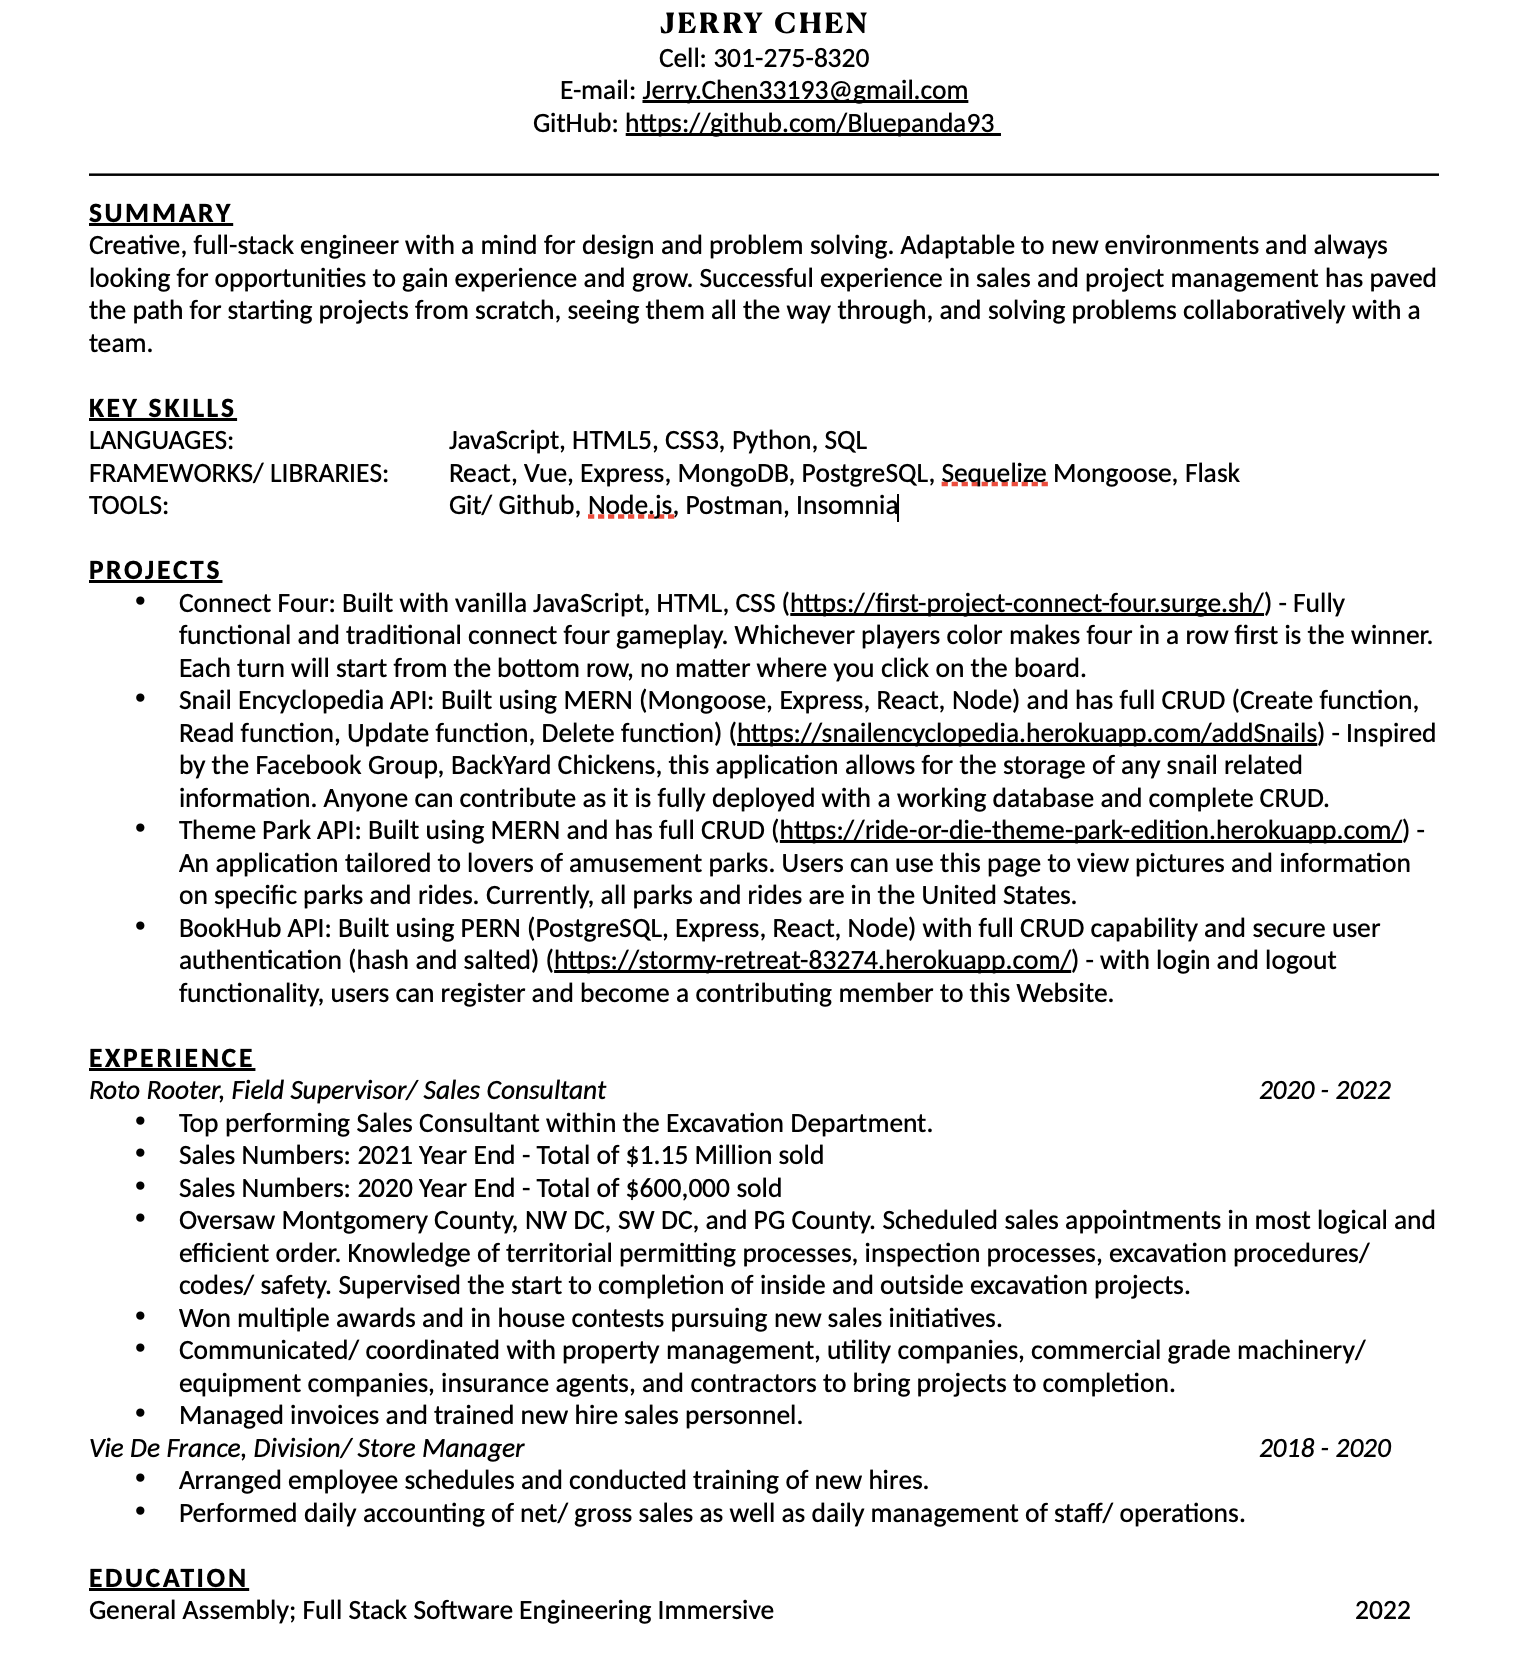 JERRY CHEN
Cell: 301-275-8320
E-mail: Jerry.Chen33193@gmail.com
GitHub: https://github.com/Bluepanda93
SUMMARY
Creative, full-stack engineer with a mind for design and problem solving. Adaptable to new environments and always
looking for opportunities to gain experience and grow. Successful experience in sales and project management has paved
the path for starting projects from scratch, seeing them all the way through, and solving problems collaboratively with a
team.
KEY SKILLS
LANGUAGES: JavaScript, HTML5, CSS3, Python, SQL
FRAMEWORKS/ LIBRARIES: React, Vue, Express, MongoDB, PostgreSQL, Sequelize Mongoose, Flask
TOOLS: Git/ Github, Node.js, Postman, Insomnia
PROJECTS
• Connect Four: Built with vanilla JavaScript, HTML, CSS (https://first-project-connect-four.surge.sh/) - Fully
functional and traditional connect four gameplay. Whichever players color makes four in a row first is the winner.
Each turn will start from the bottom row, no matter where you click on the board.
• Snail Encyclopedia API: Built using MERN (Mongoose, Express, React, Node) and has full CRUD (Create function,
Read function, Update function, Delete function) (https://snailencyclopedia.herokuapp.com/addSnails) - Inspired
by the Facebook Group, BackYard Chickens, this application allows for the storage of any snail related
information. Anyone can contribute as it is fully deployed with a working database and complete CRUD.
• Theme Park API: Built using MERN and has full CRUD (https://ride-or-die-theme-park-edition.herokuapp.com/) -
An application tailored to lovers of amusement parks. Users can use this page to view pictures and information
on specific parks and rides. Currently, all parks and rides are in the United States.
• BookHub API: Built using PERN (PostgreSQL, Express, React, Node) with full CRUD capability and secure user
authentication (hash and salted) (https://stormy-retreat-83274.herokuapp.com/) - with login and logout
functionality, users can register and become a contributing member to this Website.
EXPERIENCE
Roto Rooter, Field Supervisor/ Sales Consultant 2020 - 2022
• Top performing Sales Consultant within the Excavation Department.
• Sales Numbers: 2021 Year End - Total of $1.15 Million sold
• Sales Numbers: 2020 Year End - Total of $600,000 sold
• Oversaw Montgomery County, NW DC, SW DC, and PG County. Scheduled sales appointments in most logical and
efficient order. Knowledge of territorial permitting processes, inspection processes, excavation procedures/
codes/ safety. Supervised the start to completion of inside and outside excavation projects.
• Won multiple awards and in house contests pursuing new sales initiatives.
• Communicated/ coordinated with property management, utility companies, commercial grade machinery/
equipment companies, insurance agents, and contractors to bring projects to completion.
• Managed invoices and trained new hire sales personnel.
Vie De France, Division/ Store Manager 2018 - 2020
• Arranged employee schedules and conducted training of new hires.
• Performed daily accounting of net/ gross sales as well as daily management of staff/ operations.
EDUCATION
General Assembly; Full Stack Software Engineering Immersive 2022